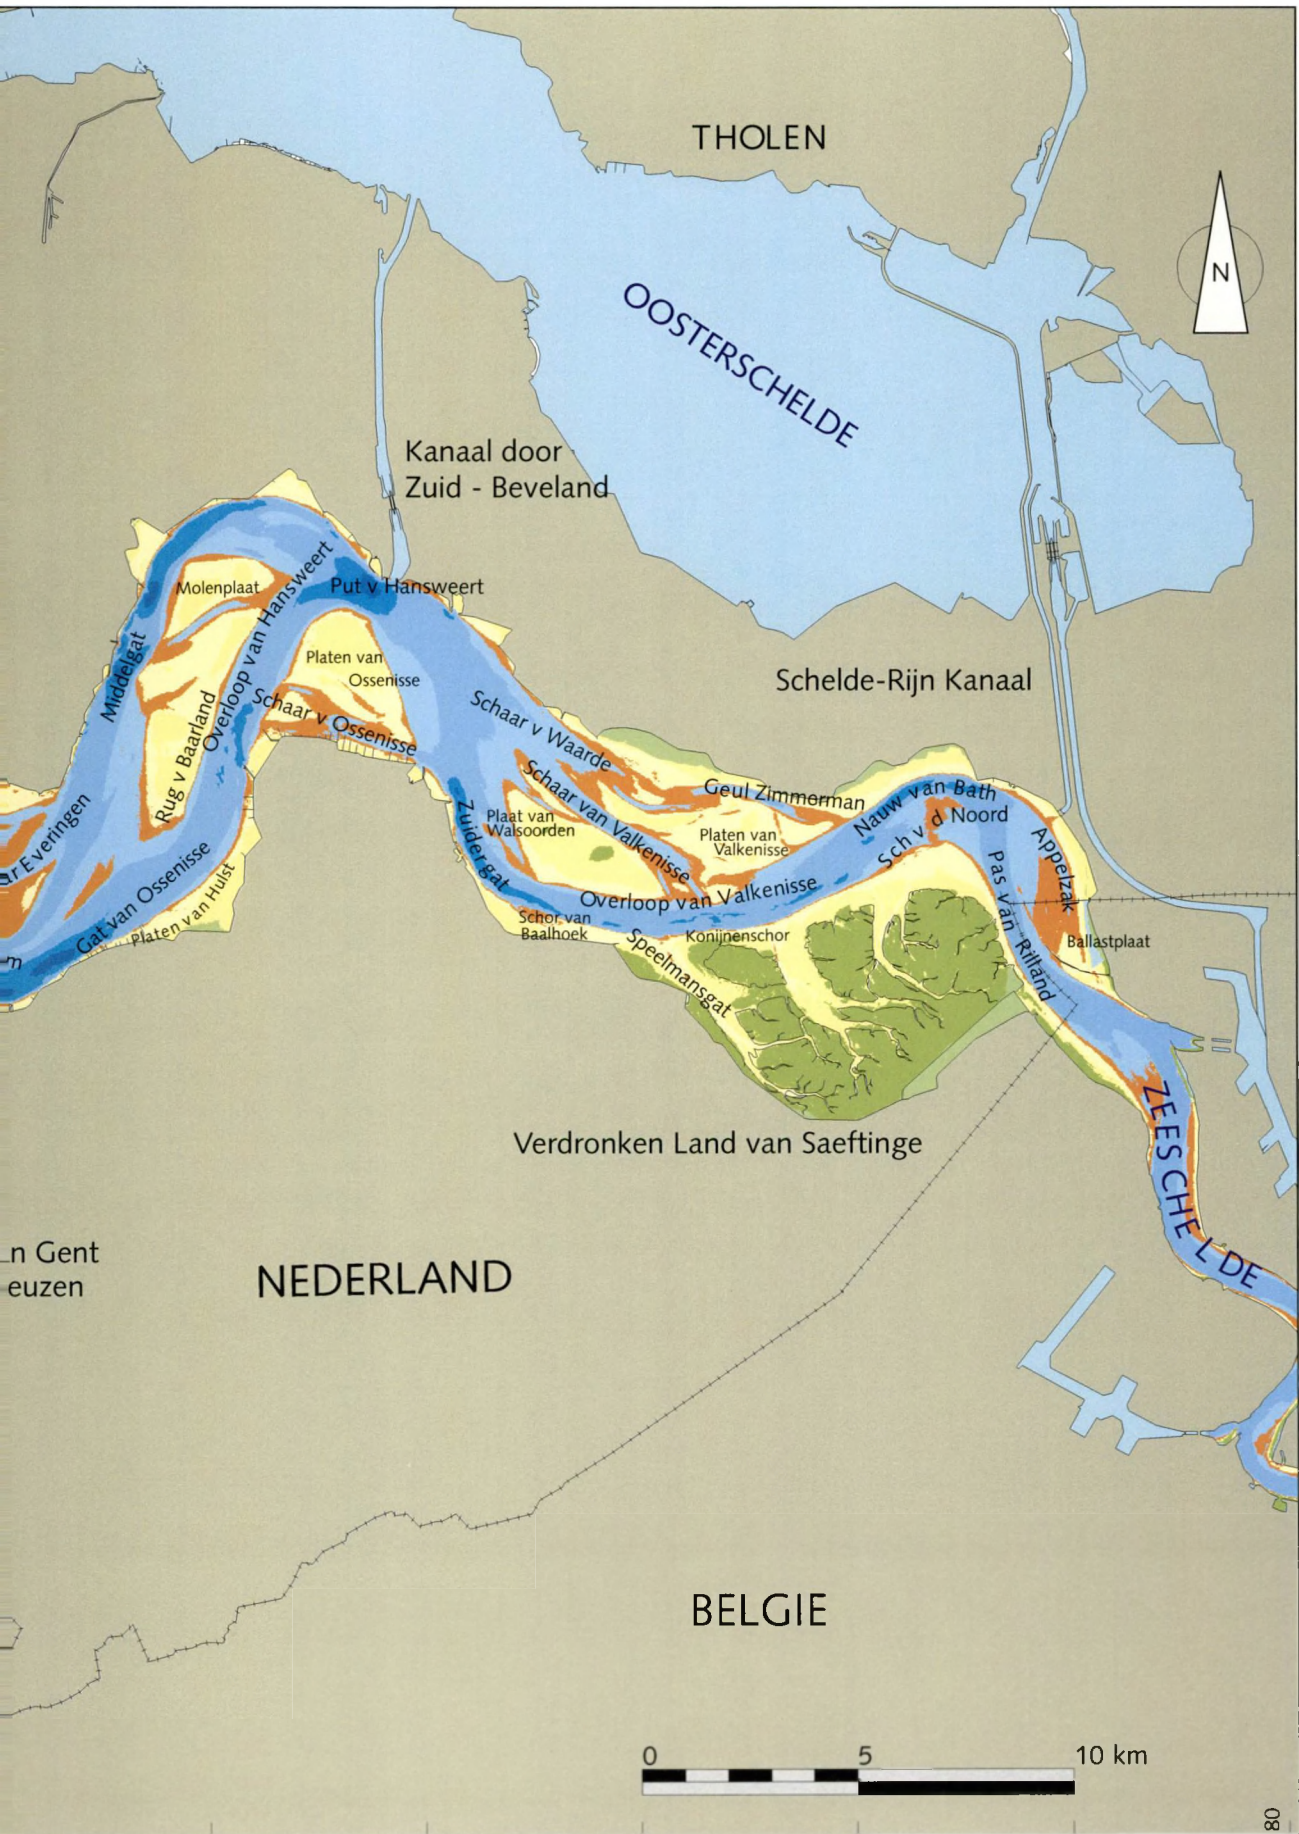 THOLEN
N
OOSTERSCHELDE
Kanaal door
Zuid - Beveland
Molenplaat
Overloop van Hansweert
Put v Hansweert
Middelgat
Platen van
Ossenisse
Schelde-Rijn Kanaal
Rug v Baarland
Schaar v Ossenisse
Schaar v Waarde
Schaar van Valkenisse
Geul Zimmerman
Nauw van Bath
Sch v d Noord
Appelzak
ar Everingen
Zuidergat
Plaat van
Walsoorden
Platen van
Valkenisse
Gat van Ossenisse
Platen van Hulst
Overloop van Valkenisse
Pas van Rilland
Schor van
Baalhoek
Speelmansgat
Konijnenschor
Ballastplaat
m
ZEESCHELDE
Verdronken Land van Saeftinge
n Gent
euzen
NEDERLAND
BELGIE
0 5 10 km
80